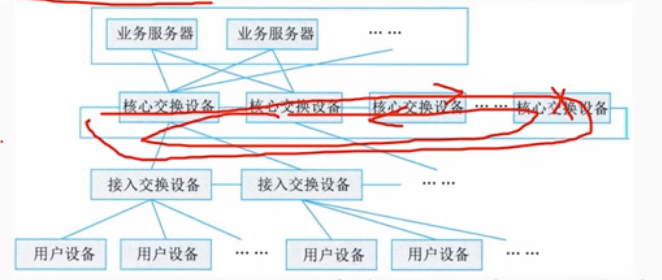 业务服务器 业务服务器 ……
核心交换设备 核心交换设备 核心交换设备 …… 核心交换设备
接入交换设备 接入交换设备 ……
用户设备 用户设备 …… 用户设备 用户设备 ……